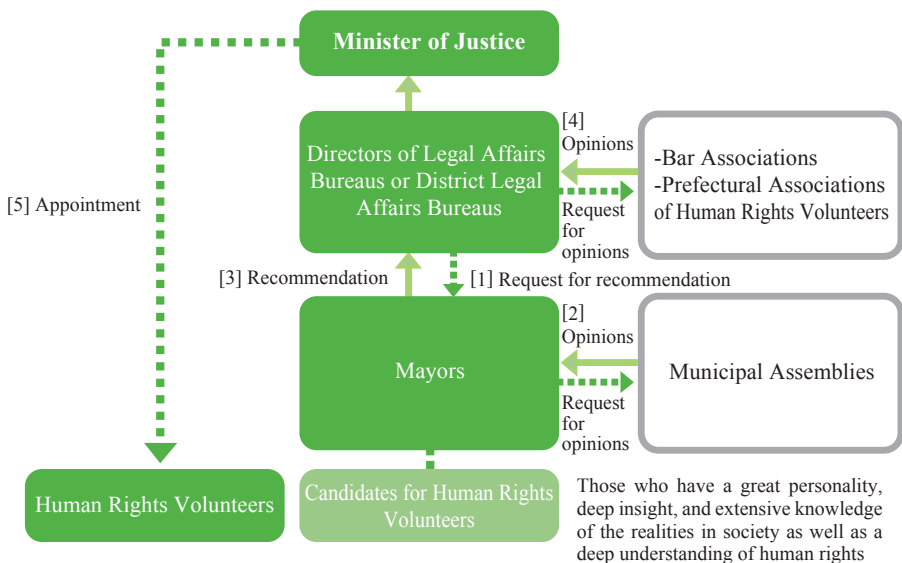 Minister of Justice
[4]
Opinions
Directors of Legal Affairs
Bureaus or District Legal
Affairs Bureaus
-Bar Associations
-Prefectural Associations
of Human Rights Volunteers
Request
for
opinions
[5] Appointment
[3] Recommendation
[1] Request for recommendation
[2]
Opinions
Mayors
Municipal Assemblies
Request
for
opinions
Human Rights Volunteers
Candidates for Human Rights
Volunteers
Those who have a great personality,
deep insight, and extensive knowledge
of the realities in society as well as a
deep understanding of human rights